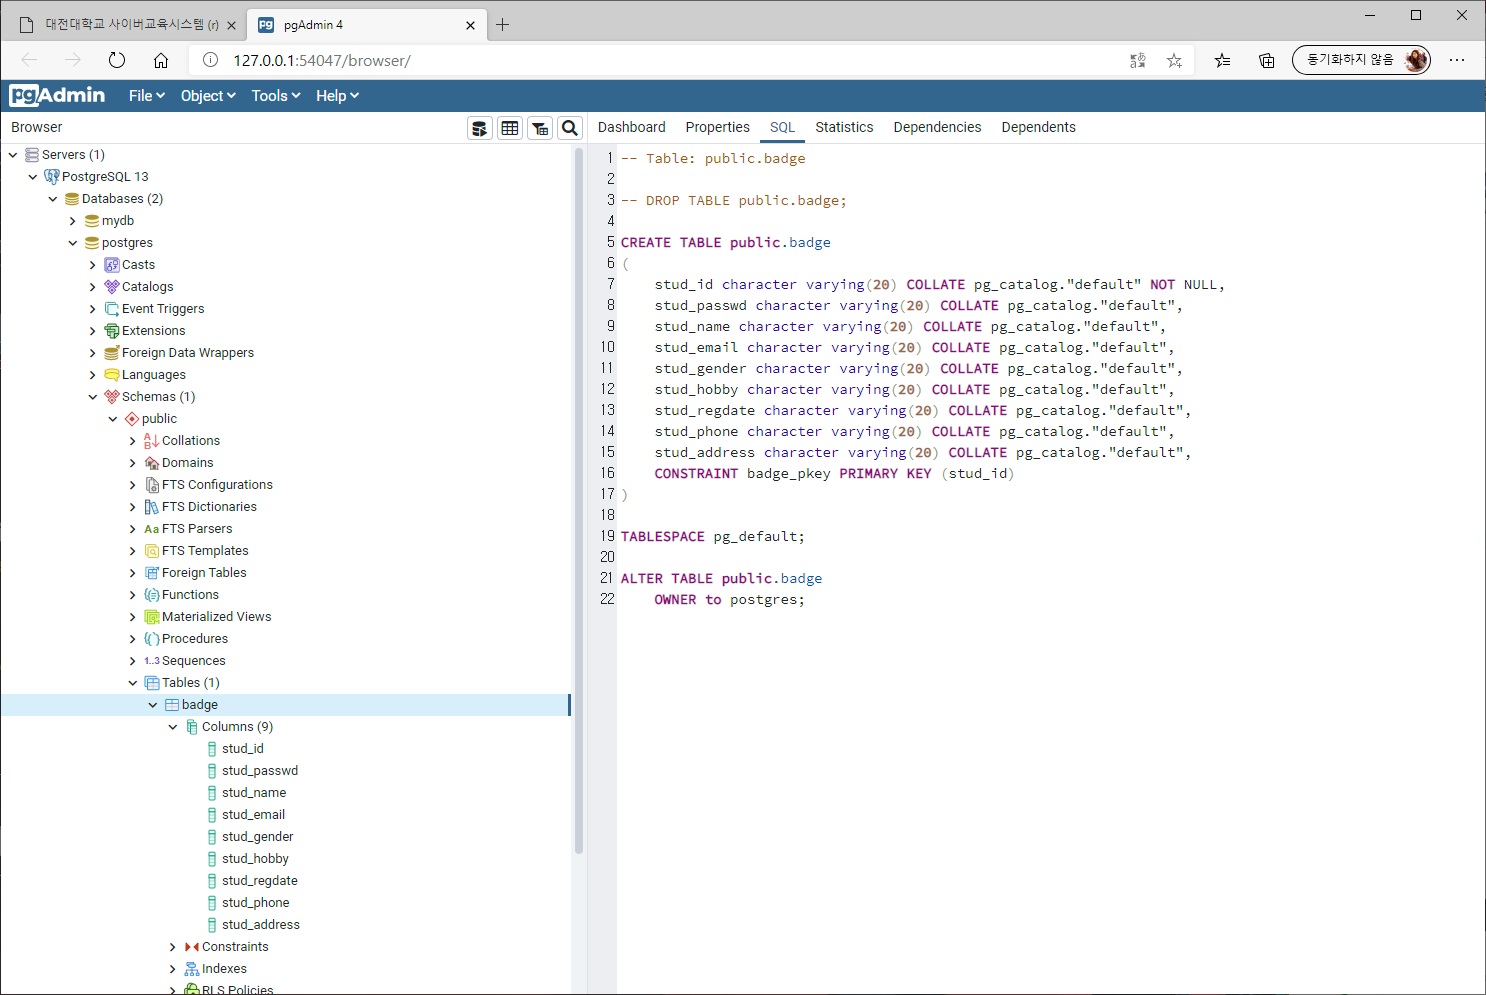 대전대학교 사이버교육시스템 (r)
pgAdmin 4
127.0.0.1:54047/browser/
동기화하지 않음
pgAdmin
File
Object
Tools
Help
Browser
Dashboard
Properties
SQL
Statistics
Dependencies
Dependents
Servers (1)
PostgreSQL 13
Databases (2)
mydb
postgres
Casts
Catalogs
Event Triggers
Extensions
Foreign Data Wrappers
Languages
Schemas (1)
public
Collations
Domains
FTS Configurations
FTS Dictionaries
Aa FTS Parsers
FTS Templates
Foreign Tables
Functions
Materialized Views
Procedures
1..3 Sequences
Tables (1)
badge
Columns (9)
stud_id
stud_passwd
stud_name
stud_email
stud_gender
stud_hobby
stud_regdate
stud_phone
stud_address
Constraints
Indexes
RLS Policies
1 -- Table: public.badge
2
3 -- DROP TABLE public.badge;
4
5 CREATE TABLE public.badge
6 (
7 stud_id character varying(20) COLLATE pg_catalog."default" NOT NULL,
8 stud_passwd character varying(20) COLLATE pg_catalog."default",
9 stud_name character varying(20) COLLATE pg_catalog."default",
10 stud_email character varying(20) COLLATE pg_catalog."default",
11 stud_gender character varying(20) COLLATE pg_catalog."default",
12 stud_hobby character varying(20) COLLATE pg_catalog."default",
13 stud_regdate character varying(20) COLLATE pg_catalog."default",
14 stud_phone character varying(20) COLLATE pg_catalog."default",
15 stud_address character varying(20) COLLATE pg_catalog."default",
16 CONSTRAINT badge_pkey PRIMARY KEY (stud_id)
17 )
18
19 TABLESPACE pg_default;
20
21 ALTER TABLE public.badge
22 OWNER to postgres;